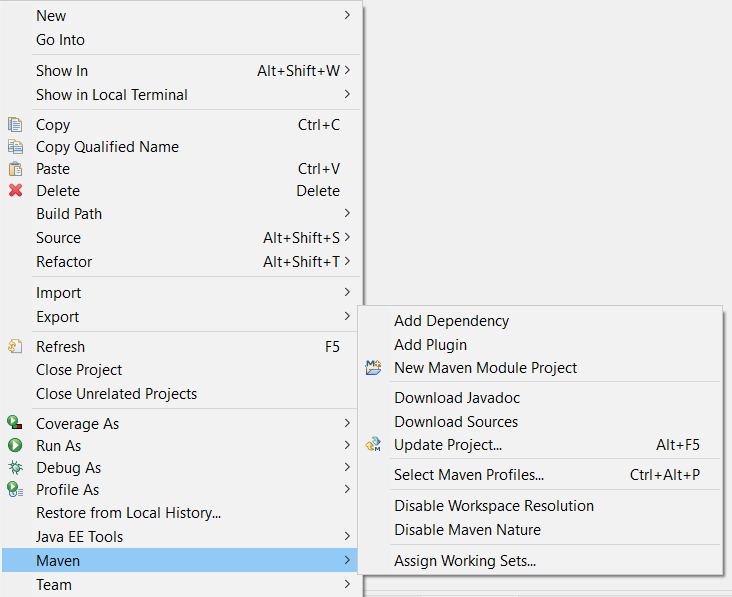 New
Go Into
Show In Alt+Shift+W
Show in Local Terminal
Copy Ctrl+C
Copy Qualified Name
Paste Ctrl+V
Delete Delete
Build Path
Source Alt+Shift+S
Refactor Alt+Shift+T
Import
Export
Refresh F5
Close Project
Close Unrelated Projects
Coverage As
Run As
Debug As
Profile As
Restore from Local History...
Java EE Tools
Maven
Team
Add Dependency
Add Plugin
New Maven Module Project
Download Javadoc
Download Sources
Update Project... Alt+F5
Select Maven Profiles... Ctrl+Alt+P
Disable Workspace Resolution
Disable Maven Nature
Assign Working Sets...